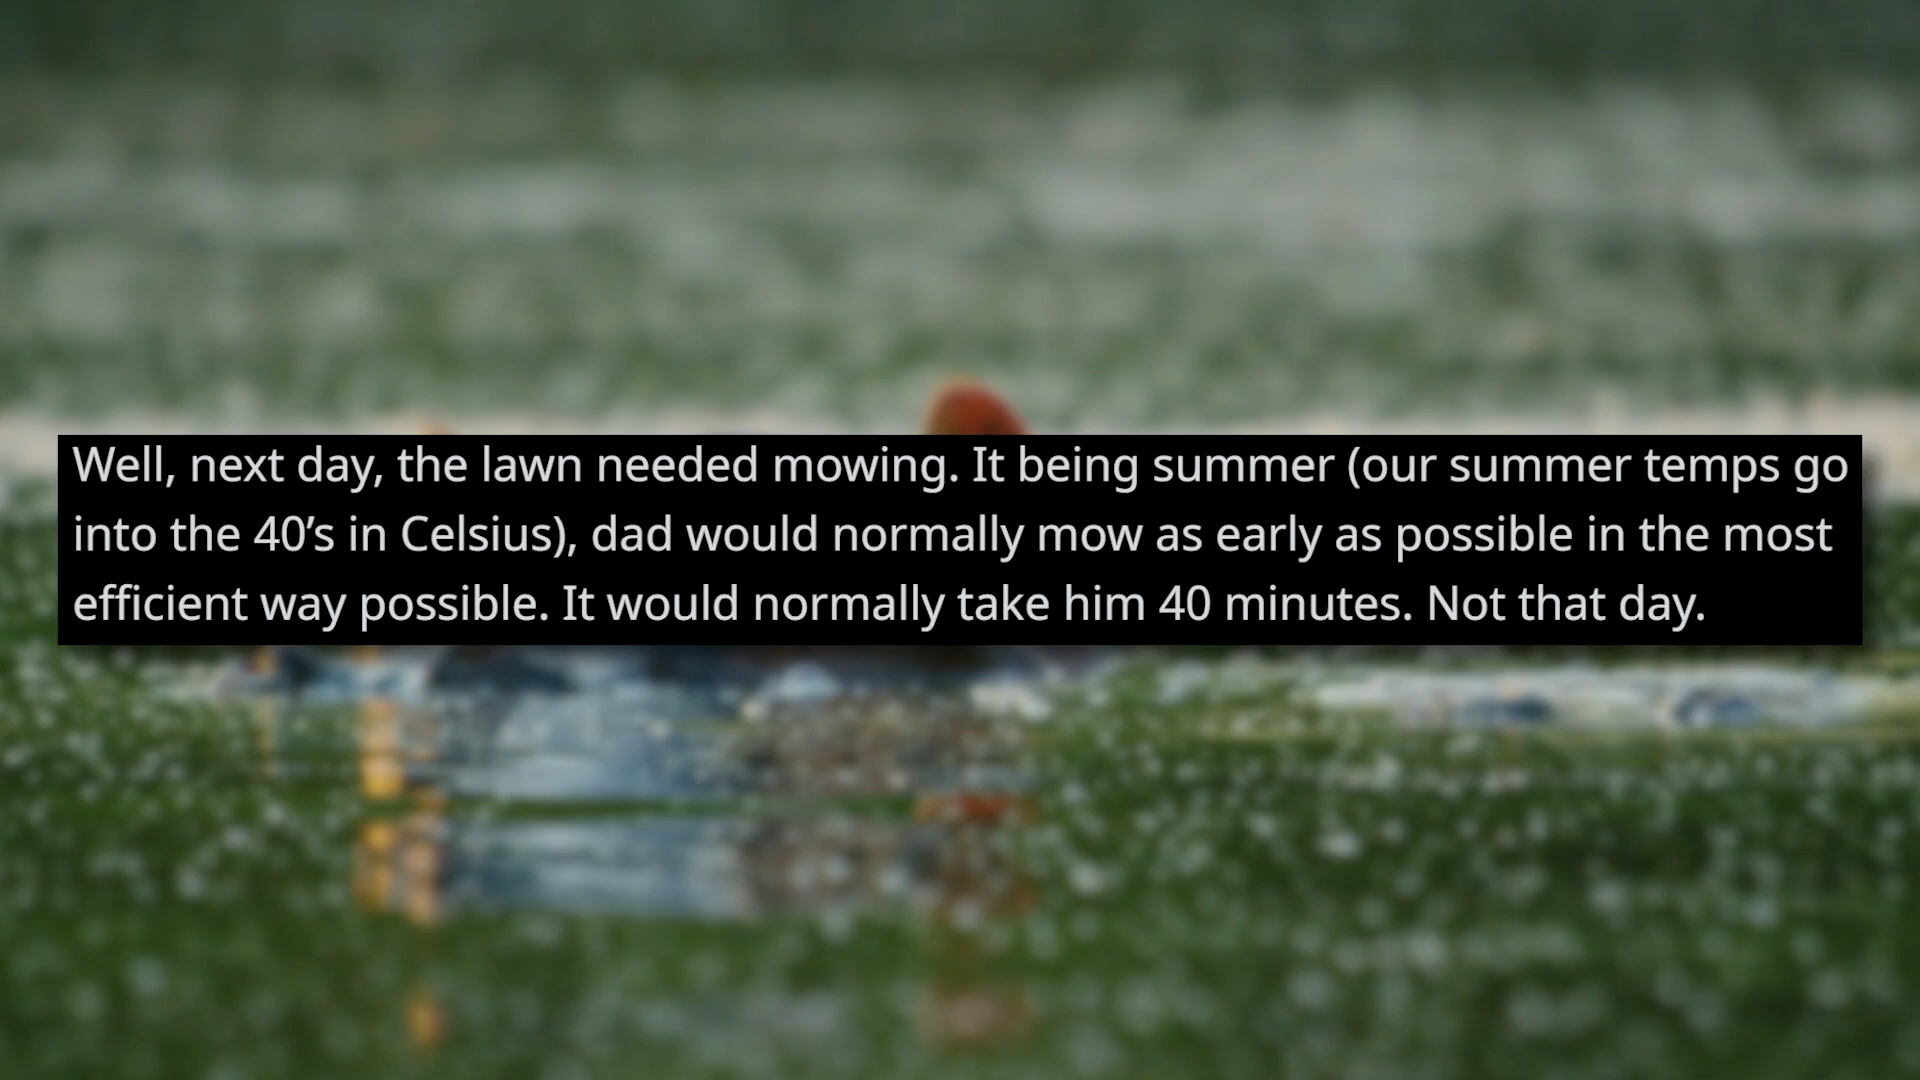 Well, next day, the lawn needed mowing. It being summer (our summer temps go
into the 40’s in Celsius), dad would normally mow as early as possible in the most
efficient way possible. It would normally take him 40 minutes. Not that day.